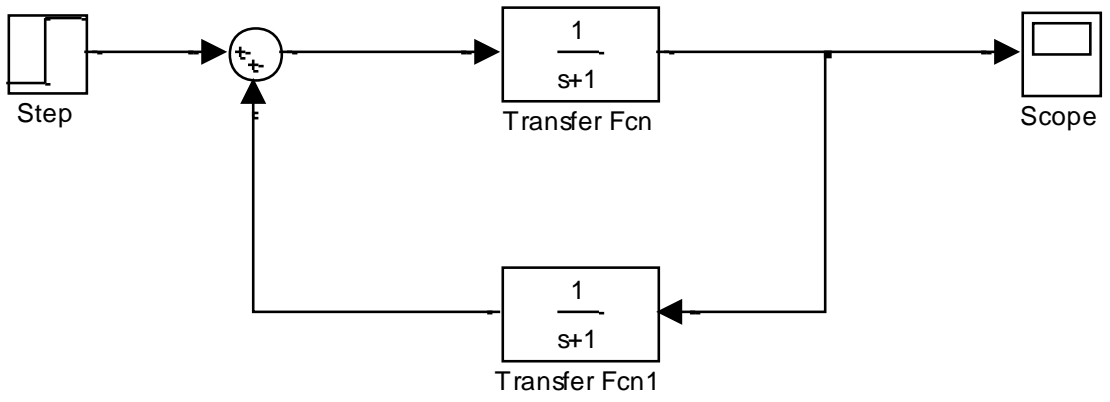 Step
+
+
1
s+1
Transfer Fcn
Scope
1
s+1
Transfer Fcn1